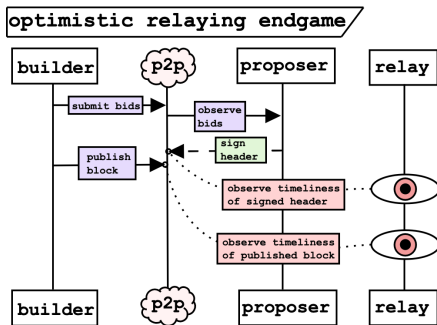 optimistic relaying endgame
builder
p2p
proposer
relay
submit bids
observe
bids
sign
header
publish
block
observe timeliness
of signed header
observe timeliness
of published block
builder
p2p
proposer
relay